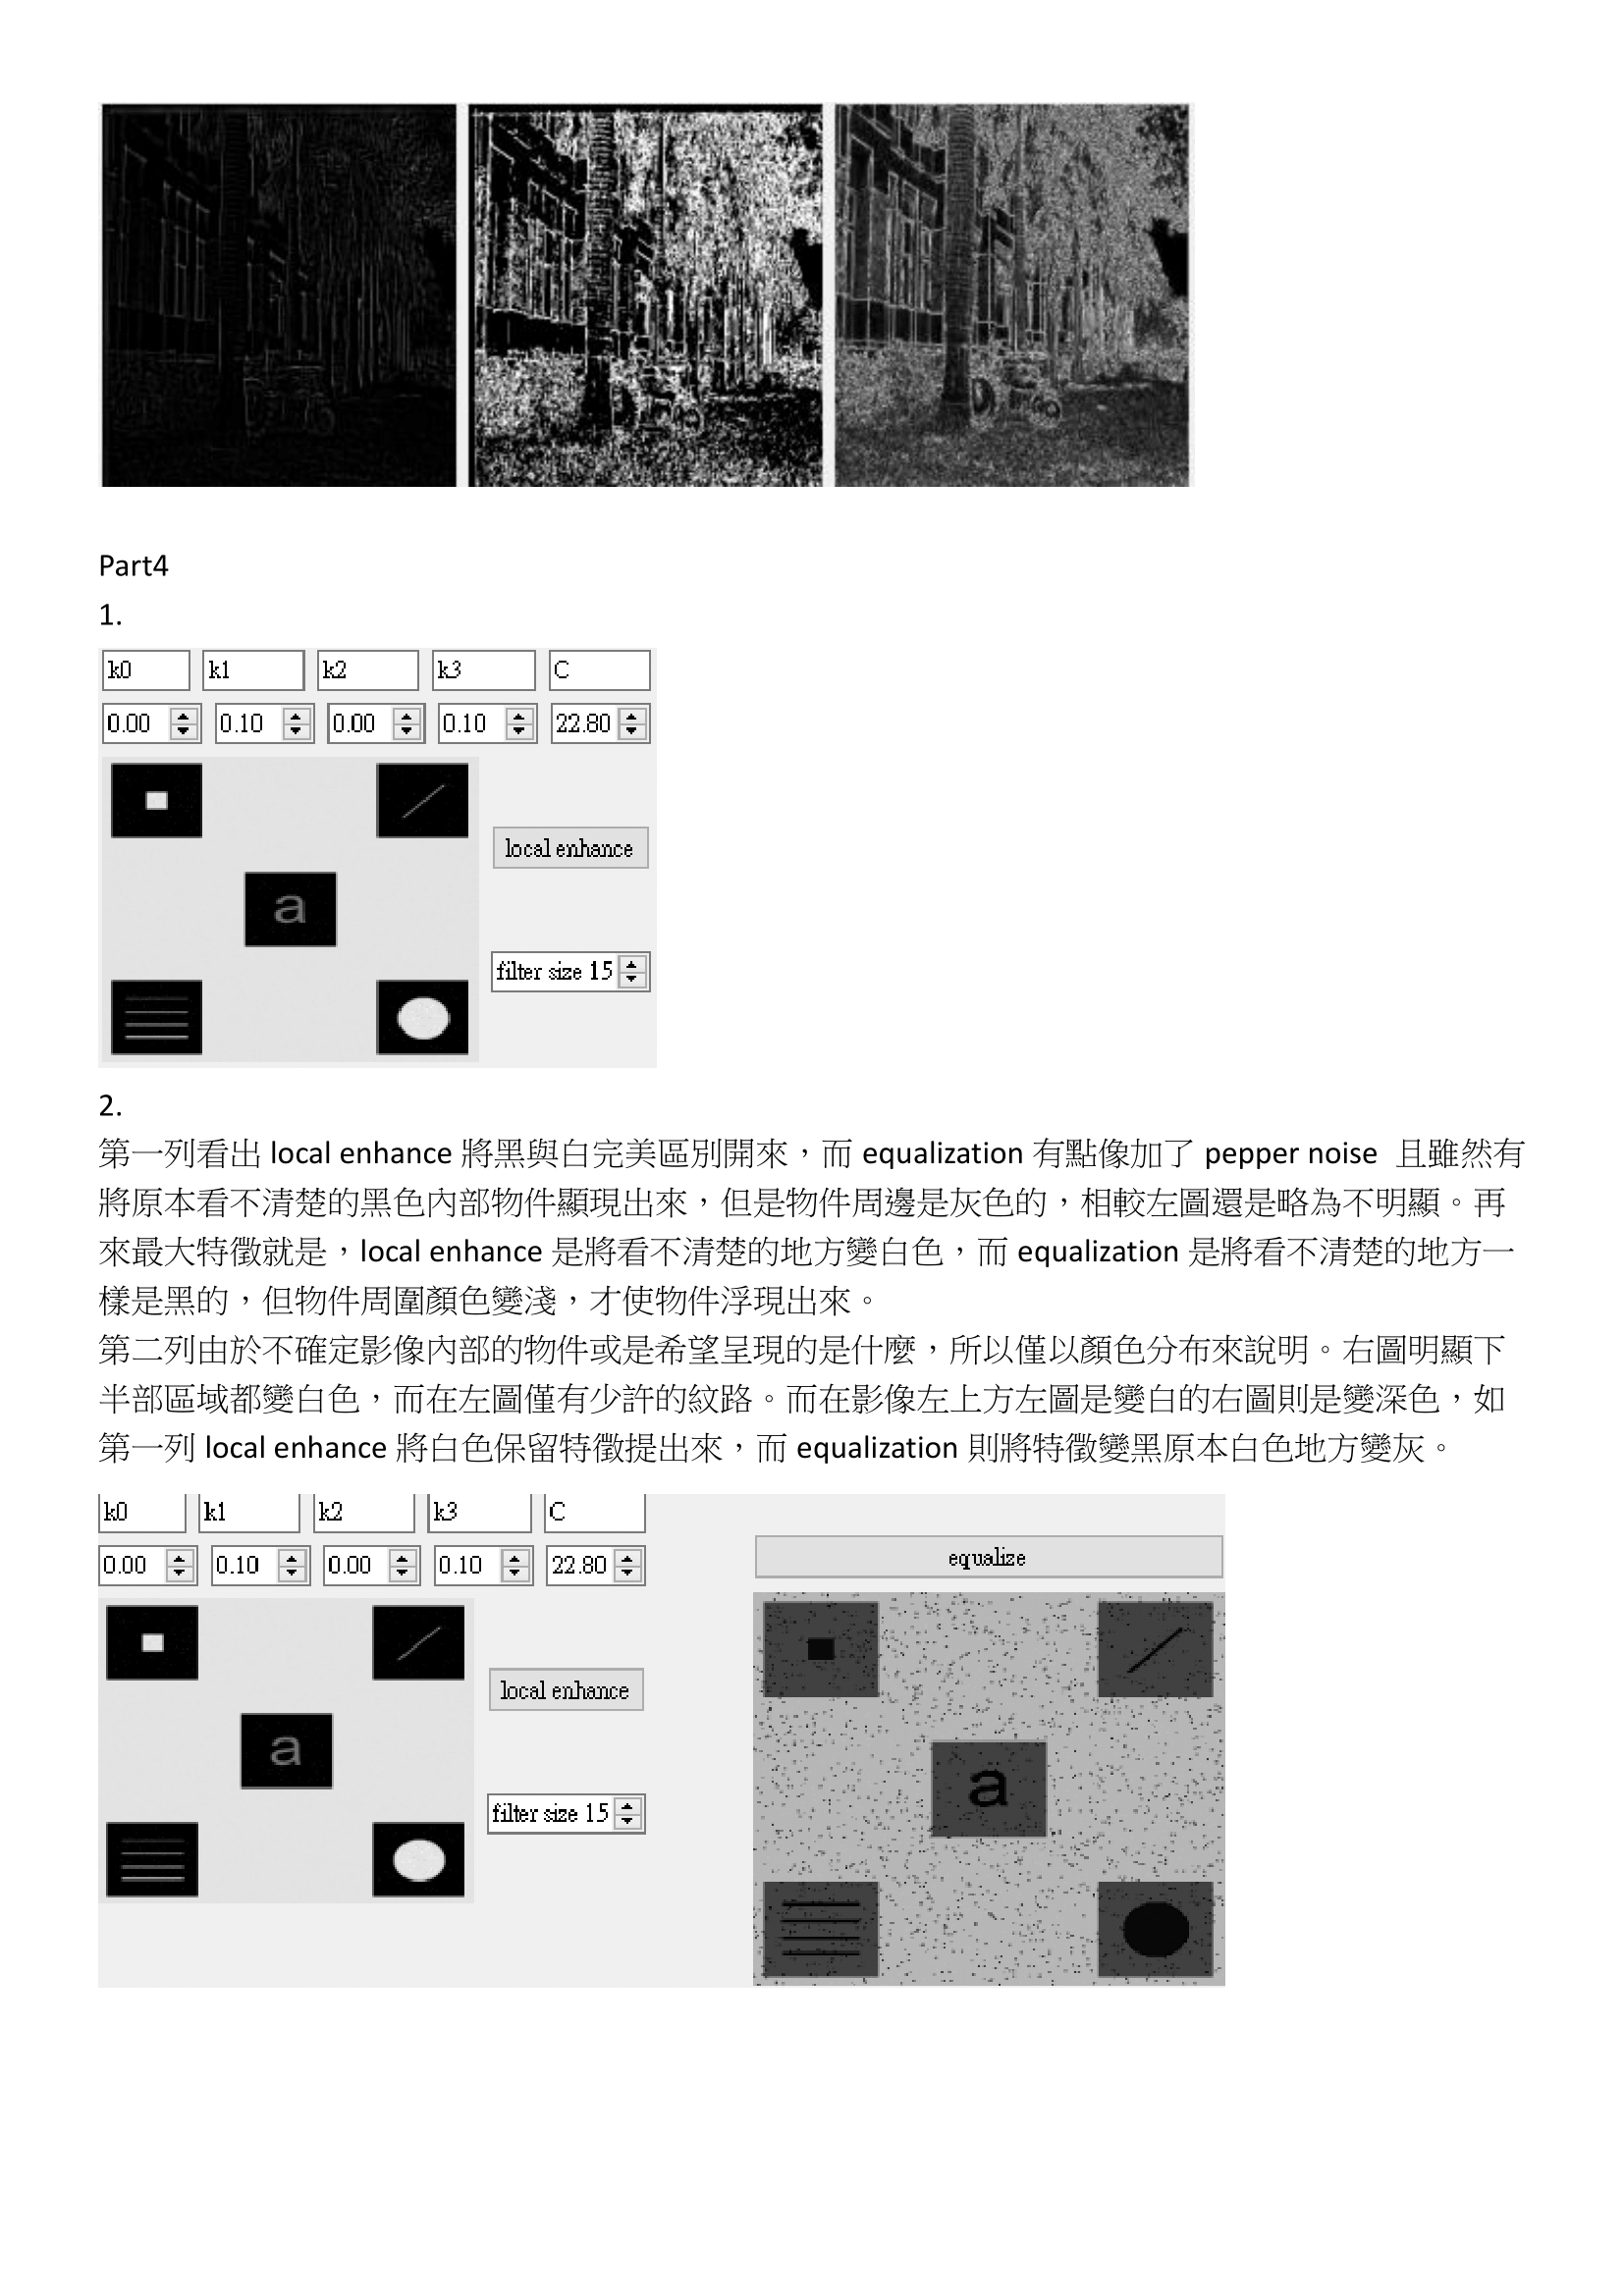 Part4
1.
k0 k1 k2 k3 C
0.00 0.10 0.00 0.10 22.80
local enhance
a
filter size 15
2.
第一列看出 local enhance 將黑與白完美區別開來，而 equalization 有點像加了 pepper noise 且雖然有
將原本看不清楚的黑色內部物件顯現出來，但是物件周邊是灰色的，相較左圖還是略為不明顯。再
來最大特徵就是，local enhance 是將看不清楚的地方變白色，而 equalization 是將看不清楚的地方一
樣是黑的，但物件周圍顏色變淺，才使物件浮現出來。
第二列由於不確定影像內部的物件或是希望呈現的是什麼，所以僅以顏色分布來說明。右圖明顯下
半部區域都變白色，而在左圖僅有少許的紋路。而在影像左上方左圖是變白的右圖則是變深色，如
第一列 local enhance 將白色保留特徵提出來，而 equalization 則將特徵變黑原本白色地方變灰。
k0 k1 k2 k3 C
0.00 0.10 0.00 0.10 22.80
equalize
local enhance
a
a
filter size 15